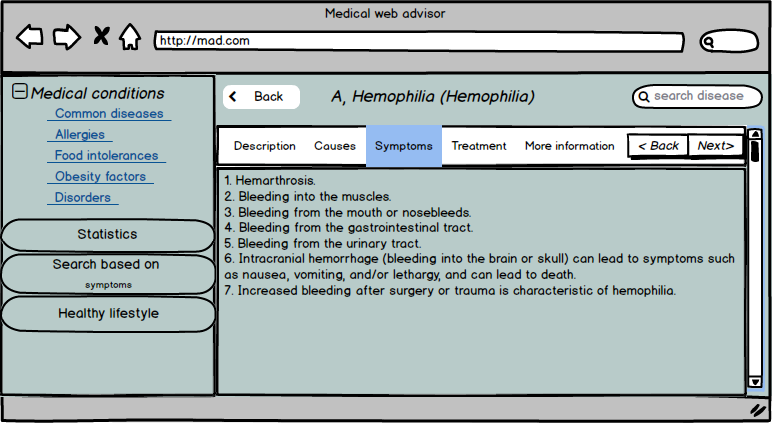 Medical web advisor
http://mad.com
Medical conditions
Common diseases
Allergies
Food intolerances
Obesity factors
Disorders
Statistics
Search based on
symptoms
Healthy lifestyle
Back
A, Hemophilia (Hemophilia)
search disease
Description Causes Symptoms Treatment More information < Back Next>
1. Hemarthrosis.
2. Bleeding into the muscles.
3. Bleeding from the mouth or nosebleeds.
4. Bleeding from the gastrointestinal tract.
5. Bleeding from the urinary tract.
6. Intracranial hemorrhage (bleeding into the brain or skull) can lead to symptoms such
as nausea, vomiting, and/or lethargy, and can lead to death.
7. Increased bleeding after surgery or trauma is characteristic of hemophilia.